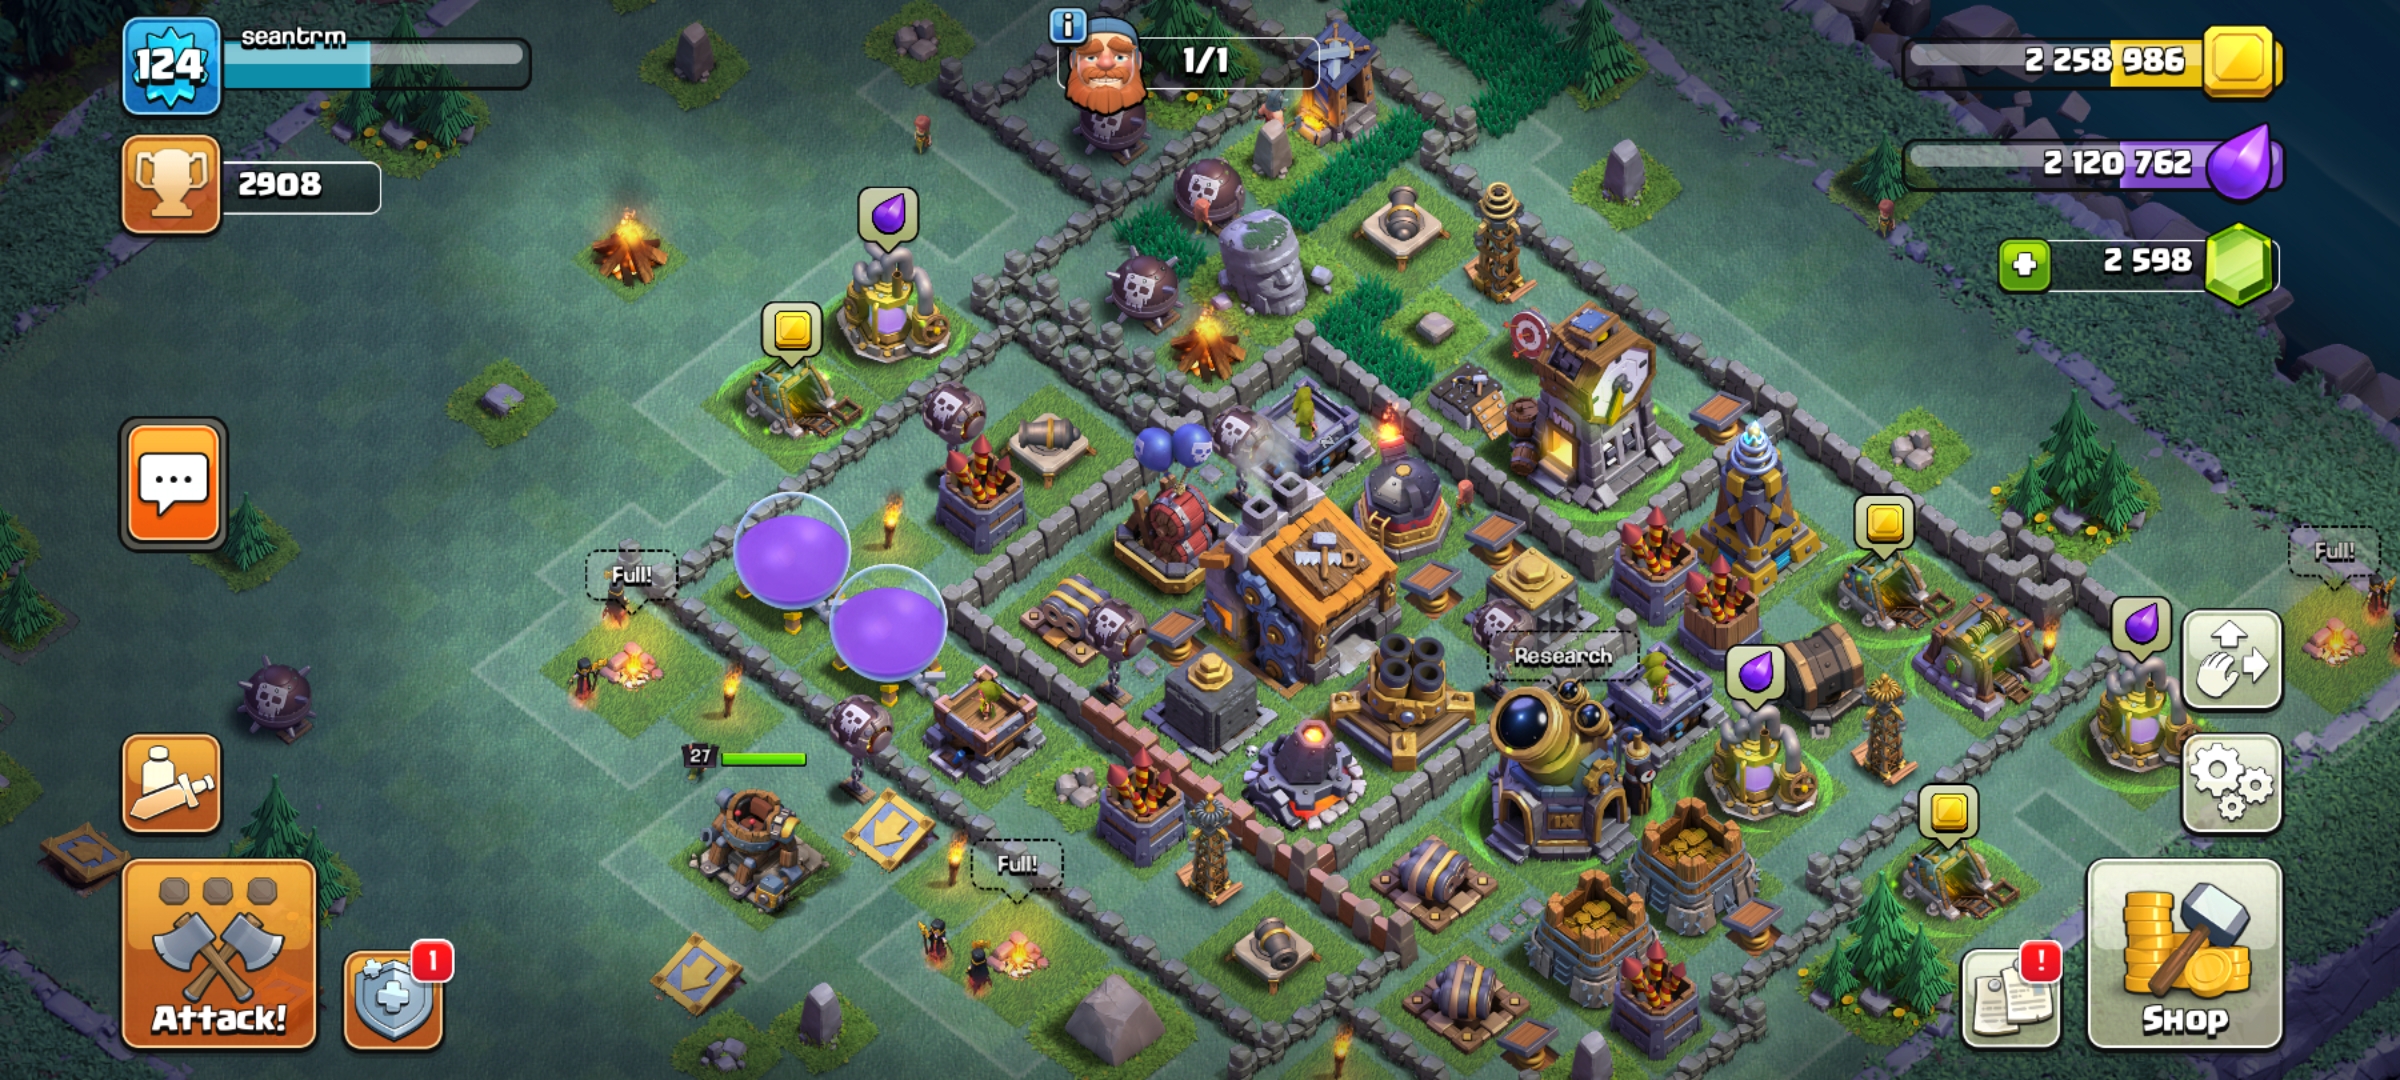 124
seantrm
i
1/1
2 258 986
2908
2 120 762
2 598
Full!
Full!
Research
27
IX
Full!
1
!
Attack!
Shop